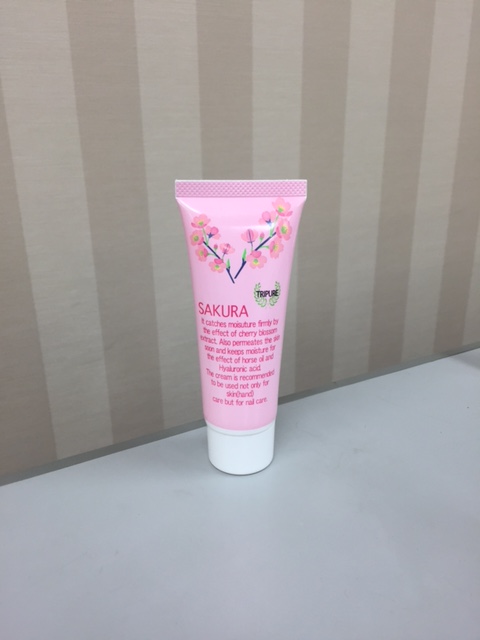 TRIPURE
SAKURA
It catches moisuture firmly by
the effect of cherry blossom
extract. Also permeates the skin
soon and keeps moisture for
the effect of horse oil and
Hyaluronic acid.
The cream is recommended
to be used not only for
skin(hand)
care but for nail care.